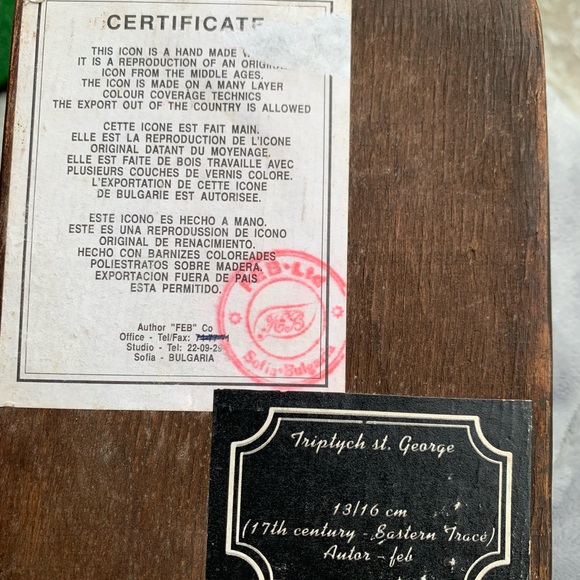 CERTIFICATE
THIS ICON IS A HAND MADE
IT IS A REPRODUCTION OF AN
ICON FROM THE MIDDLE AGES.
THE ICON IS MADE ON A MANY LAYER
COLOUR COVERAGE TECHNICS
THE EXPORT OUT OF THE COUNTRY IS ALLOWED
CETTE ICONE EST FAIT MAIN.
ELLE EST LA REPRODUCTION DE L'ICONE
ORIGINAL DATANT DU MOYENAGE.
ELLE EST FAITE DE BOIS TRAVAILLE AVEC
PLUSIEURS COUCHES DE VERNIS COLORE.
L'EXPORTATION DE CETTE ICONE
DE BULGARIE EST AUTORISEE.
ESTE ICONO ES HECHO A MANO.
ESTE ES UNA REPRODUSSION DE ICONO
ORIGINAL DE RENACIMIENTO.
HECHO CON BARNIZES COLOREADES
POLIESTRATOS SOBRE MADERA.
EXPORTACION FUERA DE PAIS
ESTA PERMITIDO.
Author "FEB" Co
Office - Tel/Fax:
Studio - Tel: 22-09-29
Sofia - BULGARIA
F.E.B. Ltd
FEB
Sofia • Bulgaria
Triptych st. George
13/16 cm
(17th century - Eastern Trace)
Autor - feb